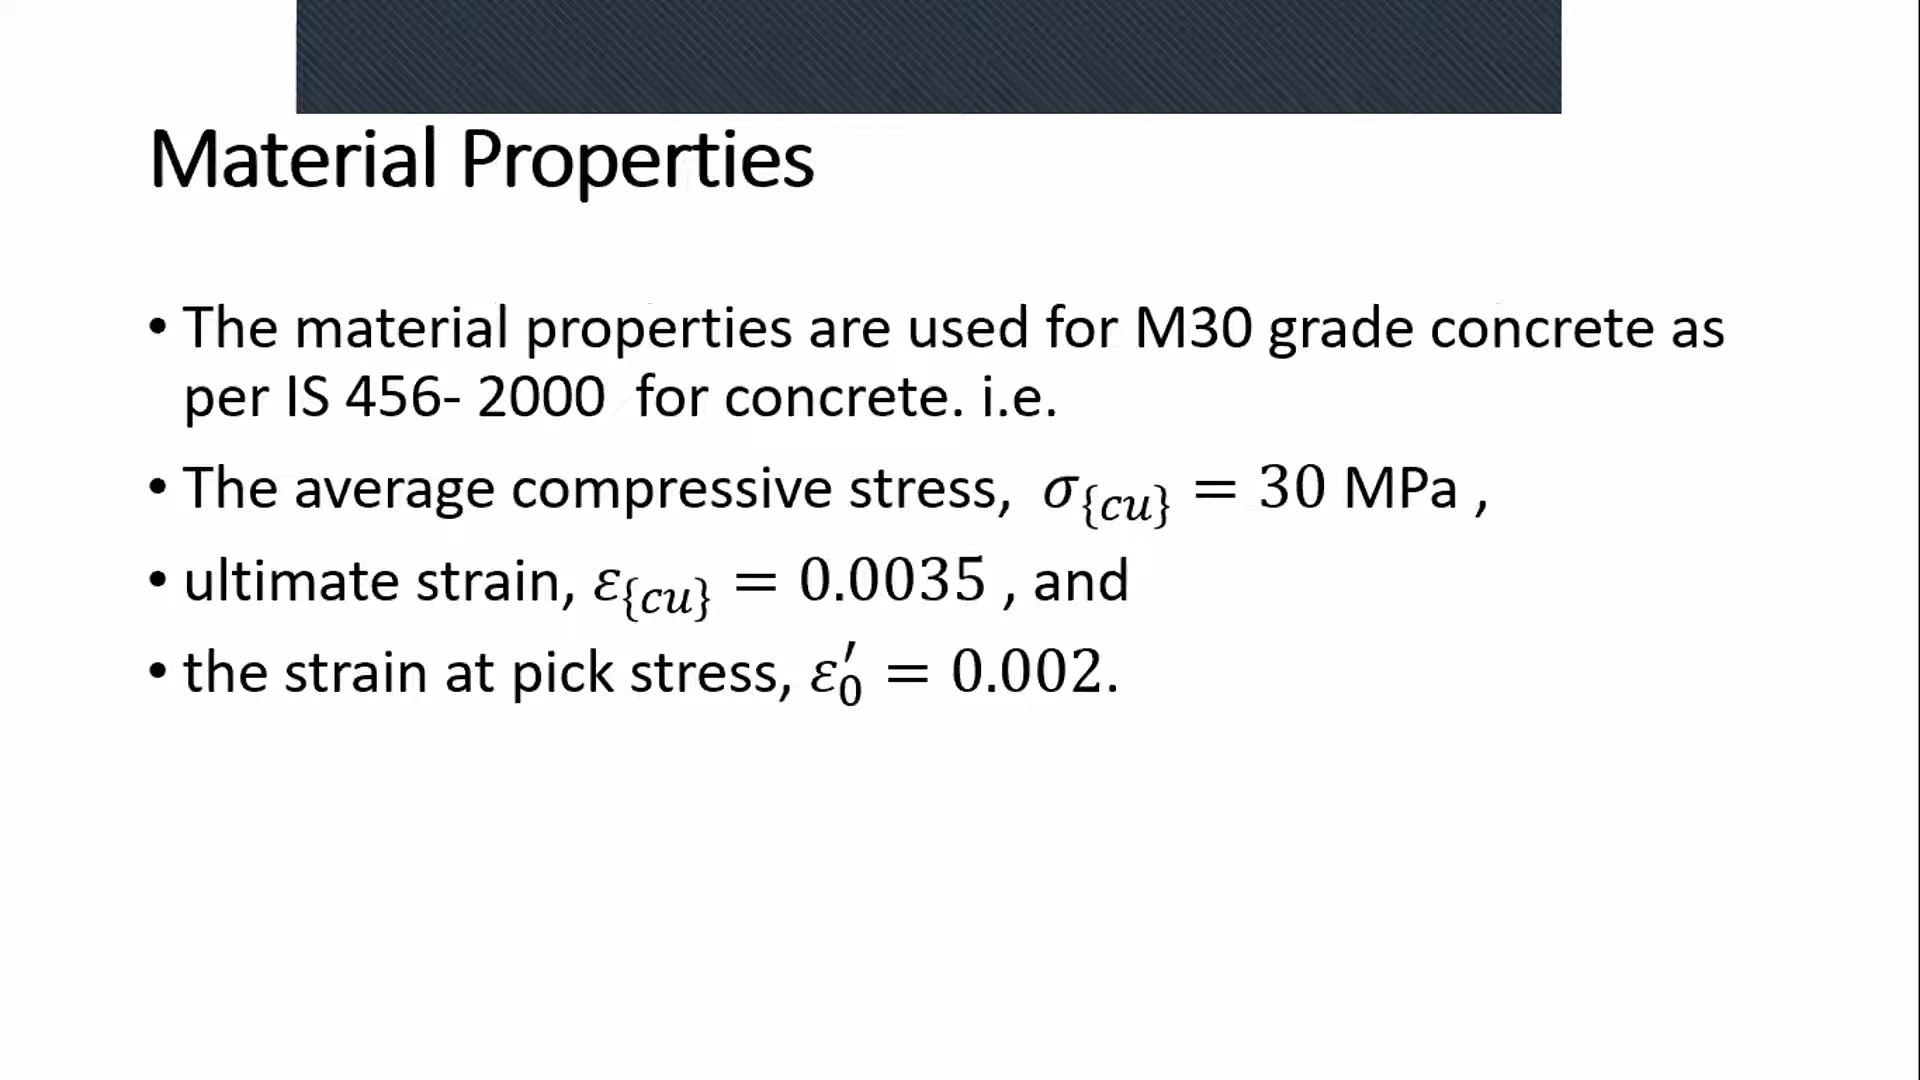 Material Properties
• The material properties are used for M30 grade concrete as
per IS 456- 2000 for concrete. i.e.
• The average compressive stress, σ_{cu} = 30 MPa ,
• ultimate strain, ε_{cu} = 0.0035 , and
• the strain at pick stress, ε′₀ = 0.002.